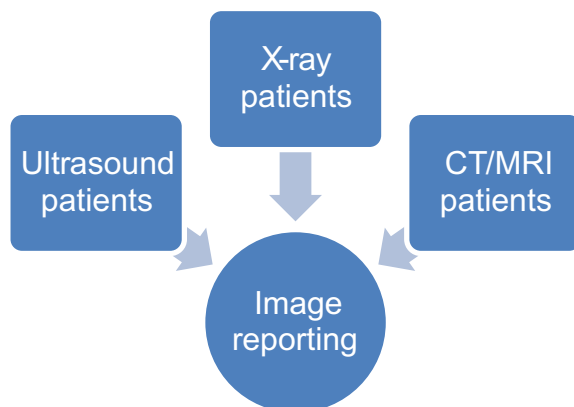 X-ray
patients
Ultrasound
patients
CT/MRI
patients
Image
reporting